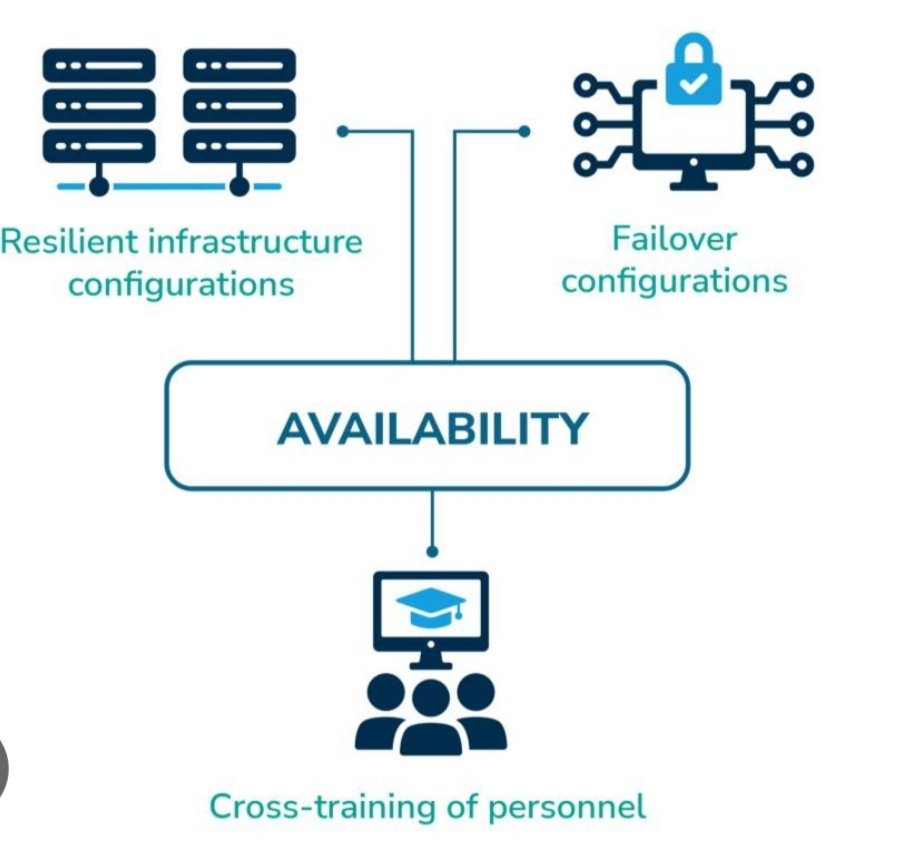 Resilient infrastructure
configurations
Failover
configurations
AVAILABILITY
Cross-training of personnel